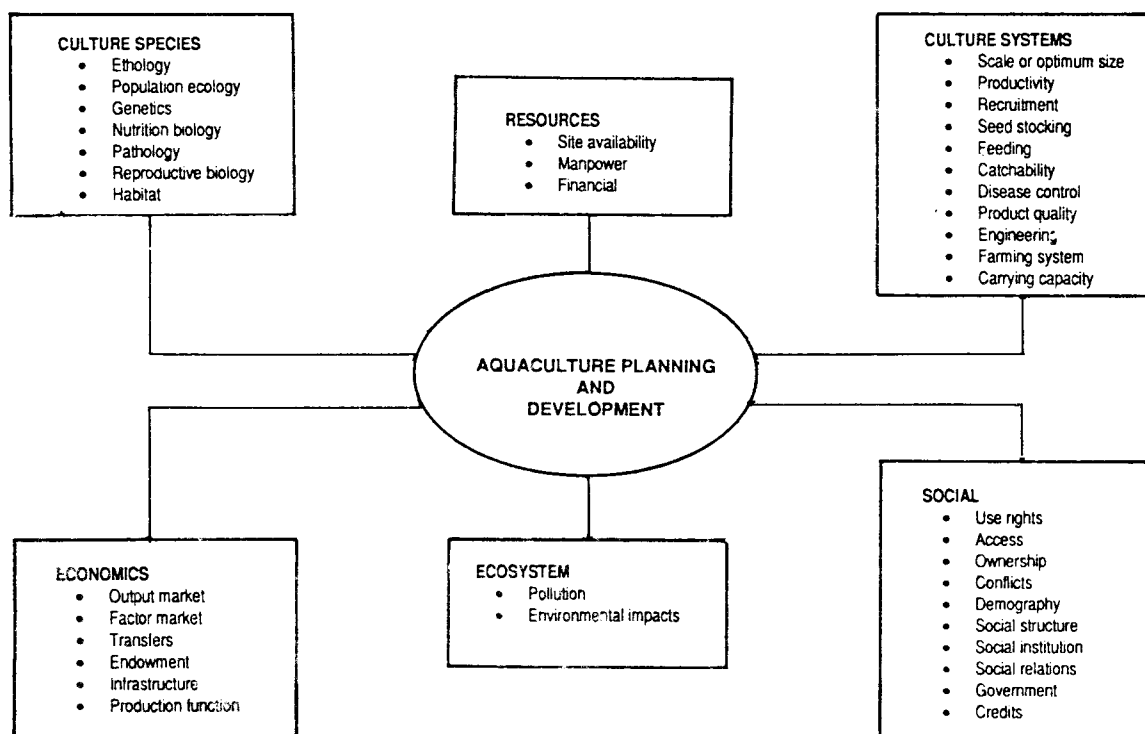 CULTURE SPECIES
• Ethology
• Population ecology
• Genetics
• Nutrition biology
• Pathology
• Reproductive biology
• Habitat
RESOURCES
• Site availability
• Manpower
• Financial
CULTURE SYSTEMS
• Scale or optimum size
• Productivity
• Recruitment
• Seed stocking
• Feeding
• Catchability
• Disease control
• Product quality
• Engineering
• Farming system
• Carrying capacity
AQUACULTURE PLANNING
AND
DEVELOPMENT
ECONOMICS
• Output market
• Factor market
• Transfers
• Endowment
• Infrastructure
• Production function
ECOSYSTEM
• Pollution
• Environmental impacts
SOCIAL
• Use rights
• Access
• Ownership
• Conflicts
• Demography
• Social structure
• Social institution
• Social relations
• Government
• Credits